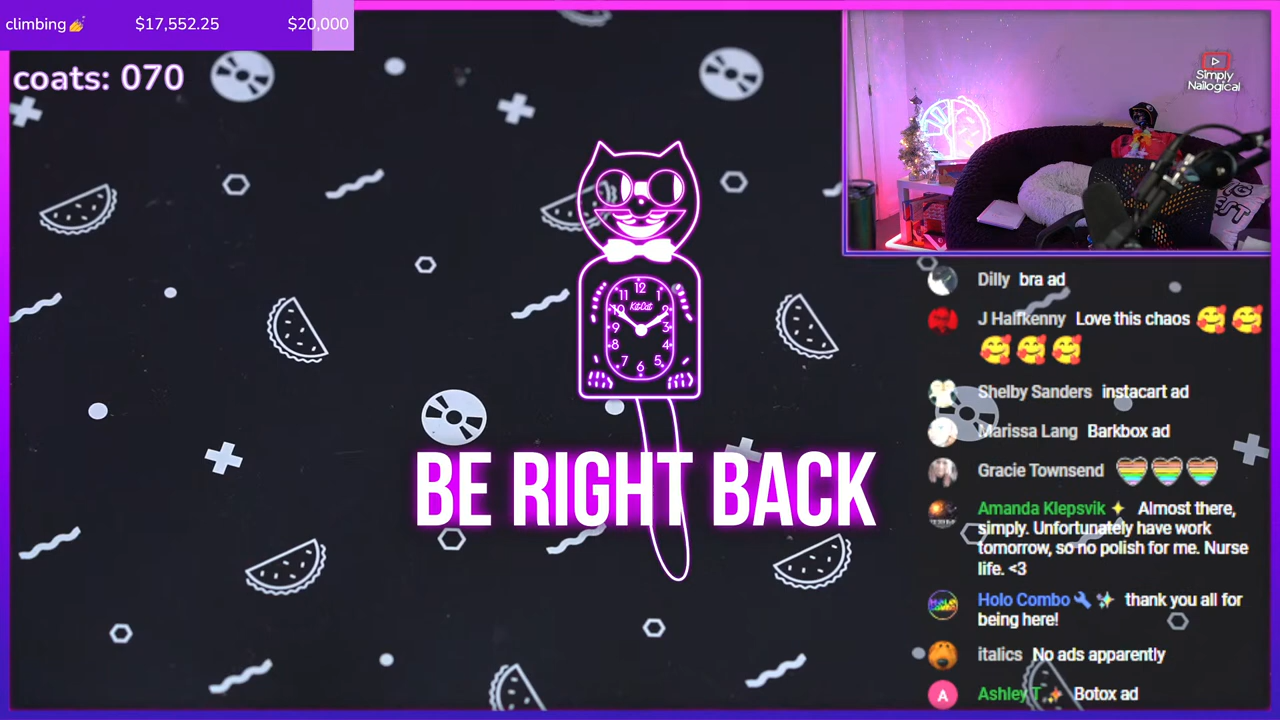 climbing💅 $17,552.25 $20,000
coats: 070
Simply
Nailogical
12
11 1
10 2
KitCat
9 3
8 4
7 5
6
BE RIGHT BACK
Dilly bra ad
J Halfkenny Love this chaos 🥰 🥰
🥰 🥰 🥰
Shelby Sanders instacart ad
Marissa Lang Barkbox ad
Gracie Townsend
Amanda Klepsvik ✨ Almost there,
simply. Unfortunately have work
tomorrow, so no polish for me. Nurse
life. <3
Holo Combo 🔧 ✨ thank you all for
being here!
italics No ads apparently
A
Ashley T ✨ Botox ad